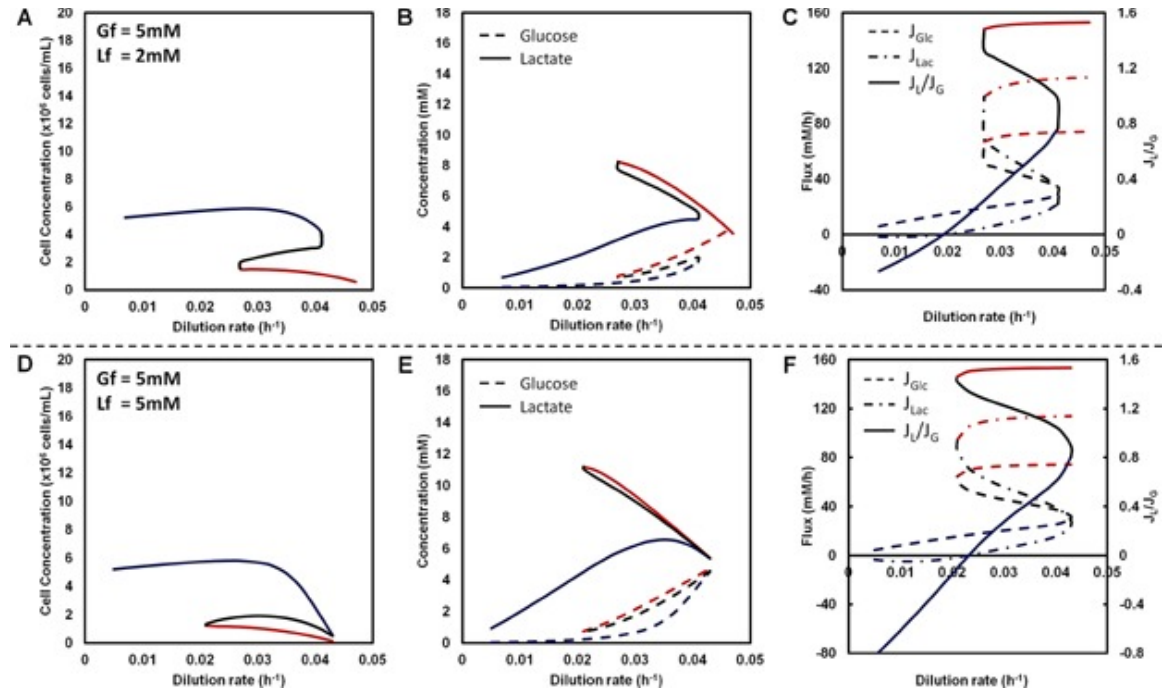 A
Gf = 5mM
Lf = 2mM
Cell Concentration (x10⁶ cells/mL)
20
18
16
14
12
10
8
6
4
2
0
0 0.01 0.02 0.03 0.04 0.05
Dilution rate (h⁻¹)
B
Glucose
Lactate
Concentration (mM)
18
16
14
12
10
8
6
4
2
0
0 0.01 0.02 0.03 0.04 0.05
Dilution rate (h⁻¹)
C
J_Glc
J_Lac
J_L/J_G
Flux (mM/h)
160
120
80
40
0
-40
0 0.01 0.02 0.03 0.04 0.05
1.6
1.2
0.8
0.4
0
-0.4
J_L/J_G
Dilution rate (h⁻¹)
D
Gf = 5mM
Lf = 5mM
Cell Concentration (x10⁶ cells/mL)
20
18
16
14
12
10
8
6
4
2
0
0 0.01 0.02 0.03 0.04 0.05
Dilution rate (h⁻¹)
E
Glucose
Lactate
Concentration (mM)
18
16
14
12
10
8
6
4
2
0
0 0.01 0.02 0.03 0.04 0.05
Dilution rate (h⁻¹)
F
J_Glc
J_Lac
J_L/J_G
Flux (mM/h)
160
120
80
40
0
-40
-80
0 0.01 0.02 0.03 0.04 0.05
1.6
1.2
0.8
0.4
0
-0.4
-0.8
J_L/J_G
Dilution rate (h⁻¹)